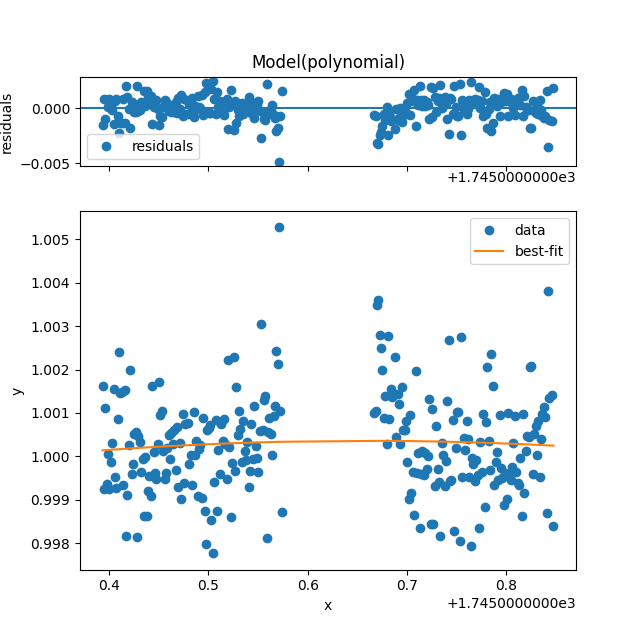 Model(polynomial)
0.000
−0.005
residuals
residuals
+1.7450000000e3
1.005
1.004
1.003
1.002
1.001
1.000
0.999
0.998
y
data
best-fit
0.4 0.5 0.6 0.7 0.8
x
+1.7450000000e3